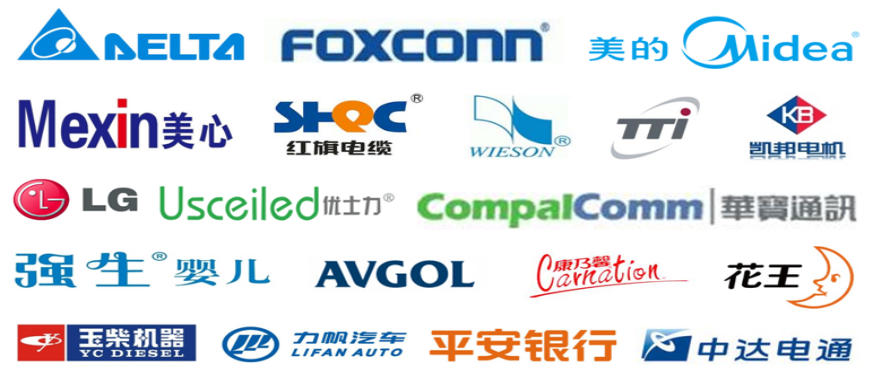 DELTA
FOXCONN®
美的 Midea®
Mexin美心
SHQC®
红旗电缆
WIESON®
TTi
KB
凯邦电机
LG LG
Usceiled优士力®
CompalComm|華寶通訊
强生®婴儿
AVGOL
康乃馨
Carnation
花王
玉柴机器
YC DIESEL
力帆汽车
LIFAN AUTO
平安银行
中达电通